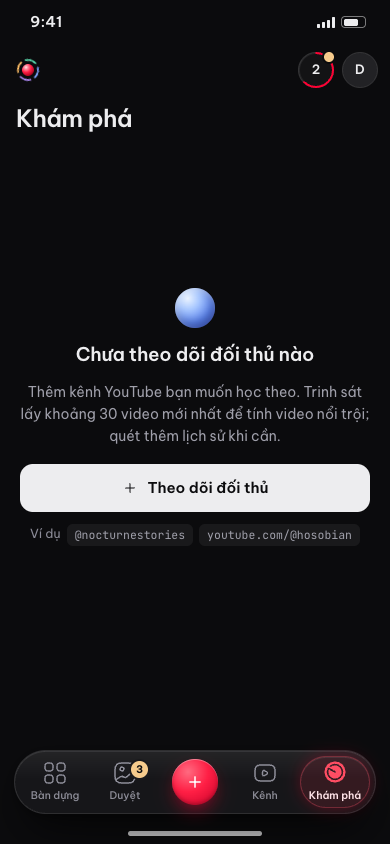 9:41
2
D
Khám phá
Chưa theo dõi đối thủ nào
Thêm kênh YouTube bạn muốn học theo. Trinh sát
lấy khoảng 30 video mới nhất để tính video nổi trội;
quét thêm lịch sử khi cần.
+ Theo dõi đối thủ
Ví dụ @nocturnestories youtube.com/@hosobian
3
+
Bàn dựng Duyệt Kênh Khám phá